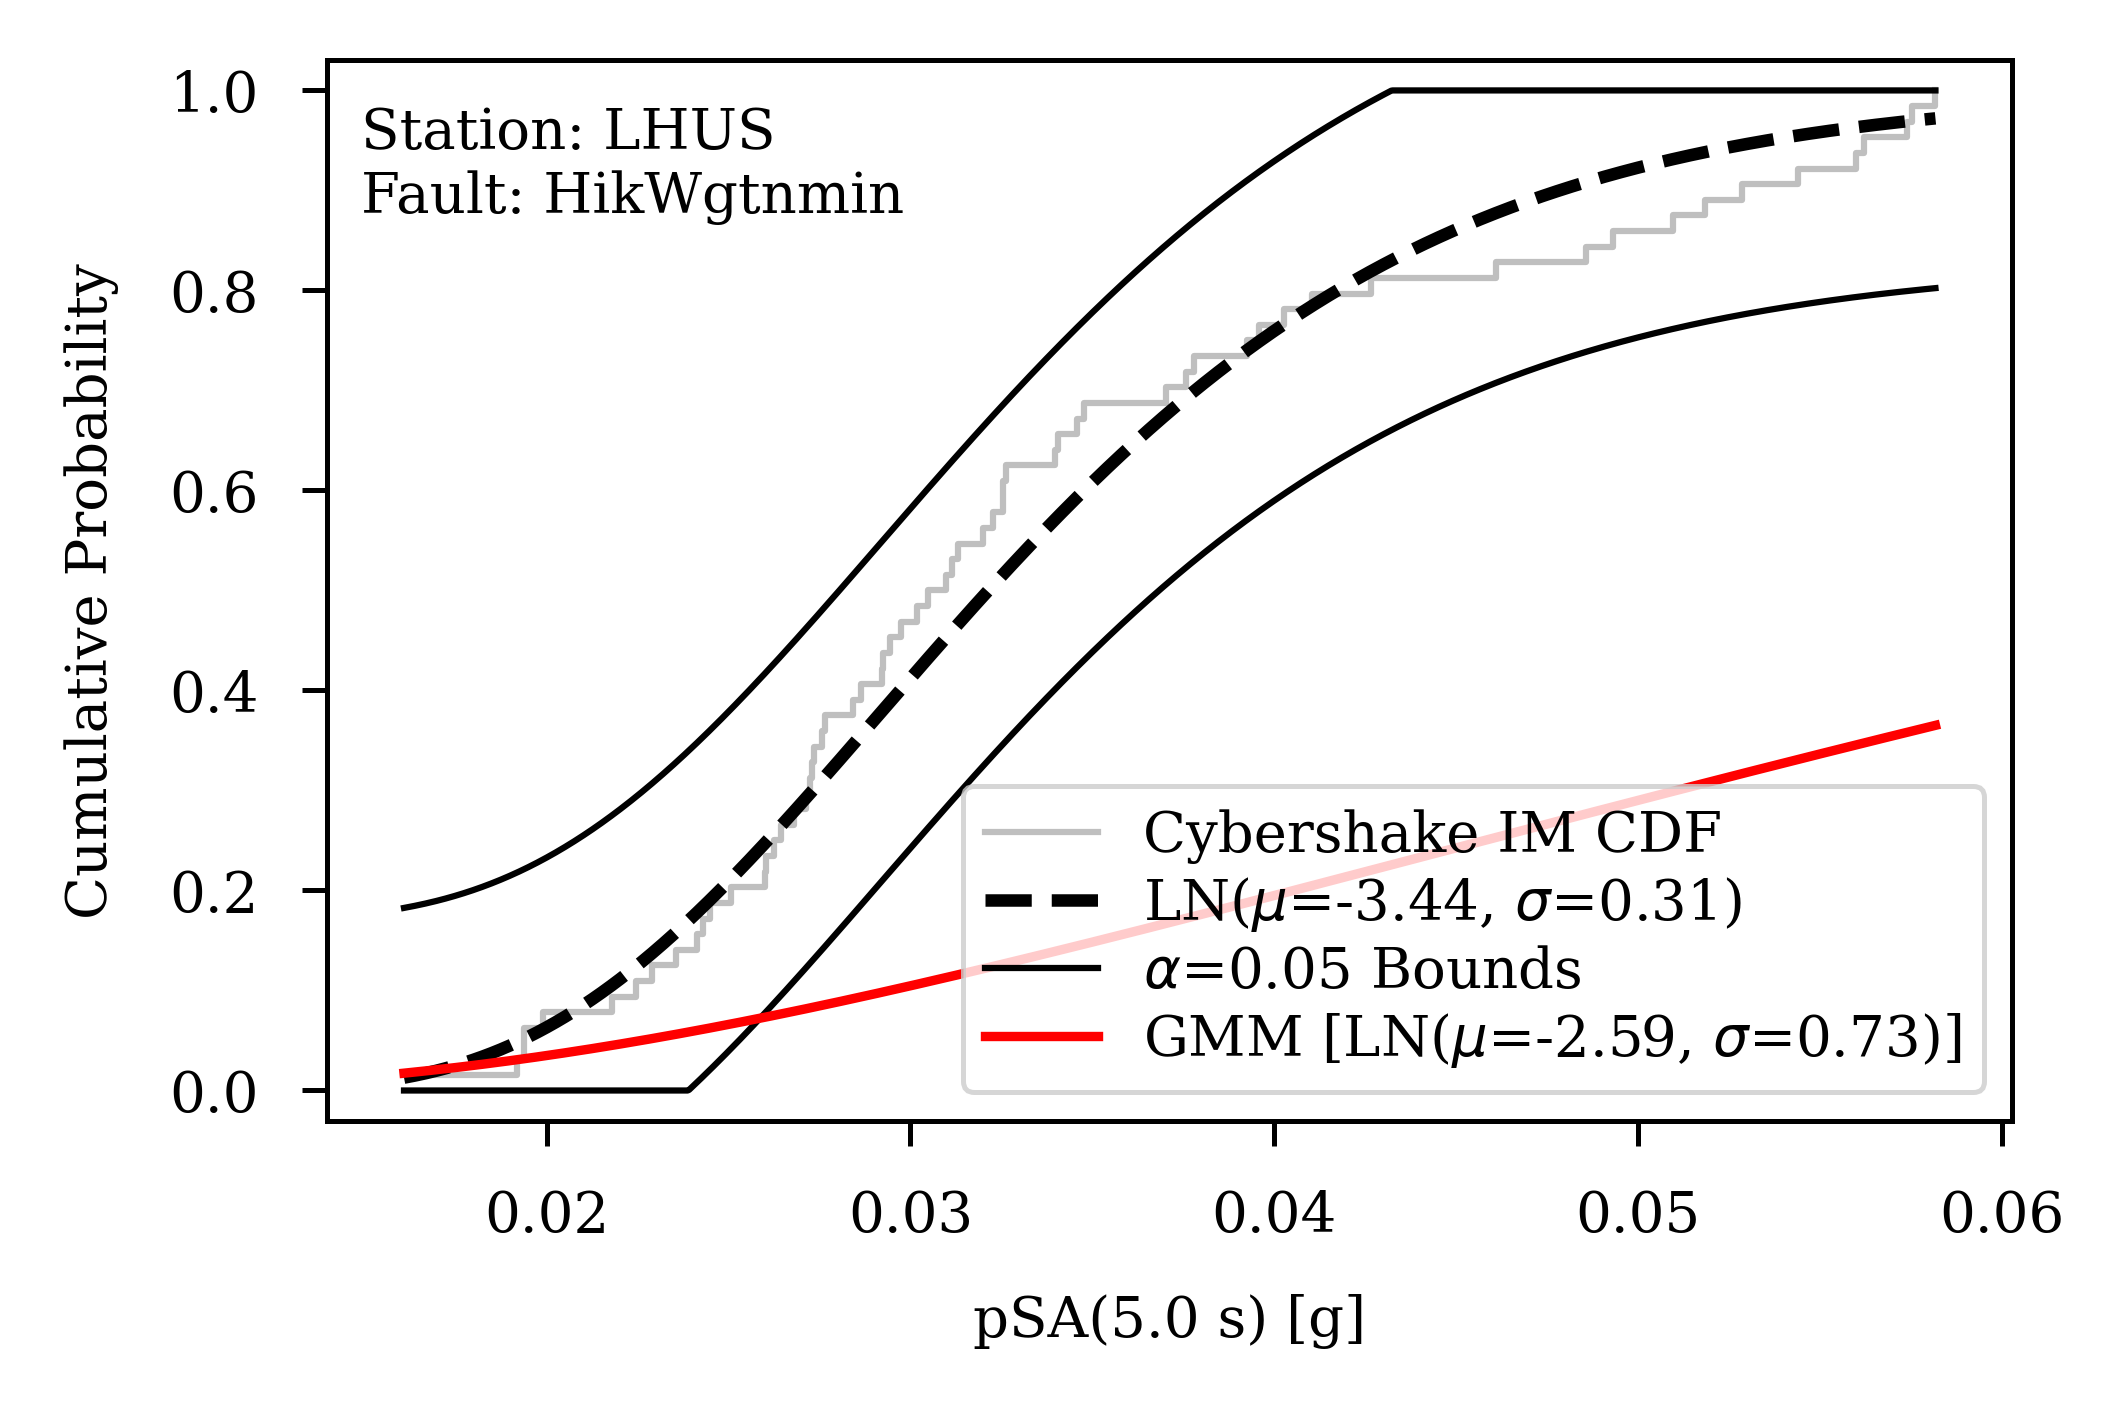 Station: LHUS
Fault: HikWgtnmin
1.0
0.8
0.6
0.4
0.2
0.0
Cumulative Probability
Cybershake IM CDF
LN(μ=-3.44, σ=0.31)
α=0.05 Bounds
GMM [LN(μ=-2.59, σ=0.73)]
0.02 0.03 0.04 0.05 0.06
pSA(5.0 s) [g]